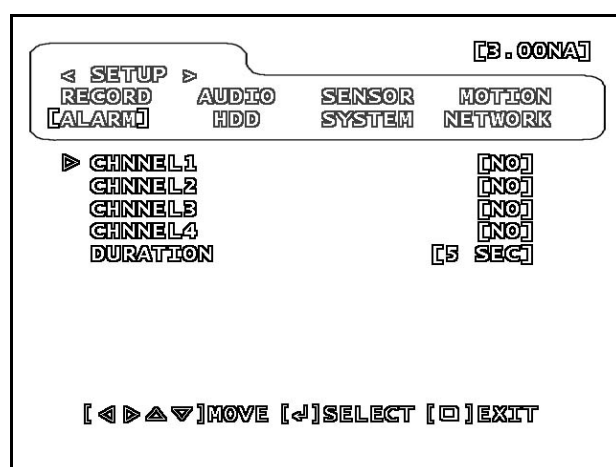 [3.00NA]
< SETUP >
RECORD AUDIO SENSOR MOTION
[ALARM] HDD SYSTEM NETWORK
▷ CHNNEL1 [NO]
CHNNEL2 [NO]
CHNNEL3 [NO]
CHNNEL4 [NO]
DURATION [5 SEC]
[◁▷△▽]MOVE [↲]SELECT [□]EXIT